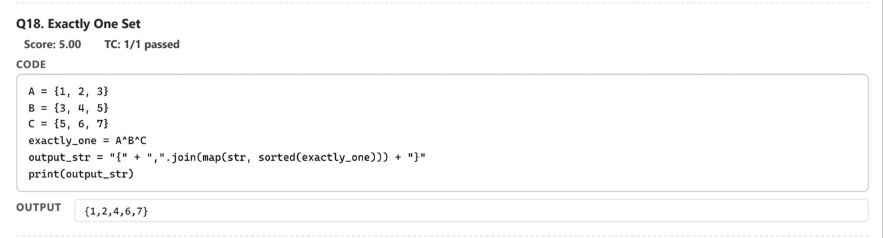 Q18. Exactly One Set
Score: 5.00 TC: 1/1 passed
CODE
A = {1, 2, 3}
B = {3, 4, 5}
C = {5, 6, 7}
exactly_one = A^B^C
output_str = "{" + ",".join(map(str, sorted(exactly_one))) + "}"
print(output_str)
OUTPUT {1,2,4,6,7}